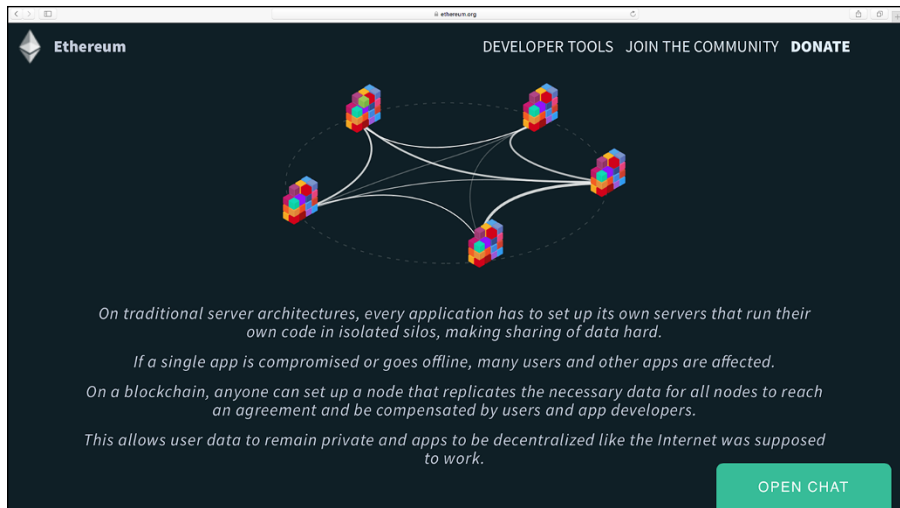 ethereum.org
Ethereum
DEVELOPER TOOLS JOIN THE COMMUNITY DONATE
On traditional server architectures, every application has to set up its own servers that run their
own code in isolated silos, making sharing of data hard.
If a single app is compromised or goes offline, many users and other apps are affected.
On a blockchain, anyone can set up a node that replicates the necessary data for all nodes to reach
an agreement and be compensated by users and app developers.
This allows user data to remain private and apps to be decentralized like the Internet was supposed
to work.
OPEN CHAT